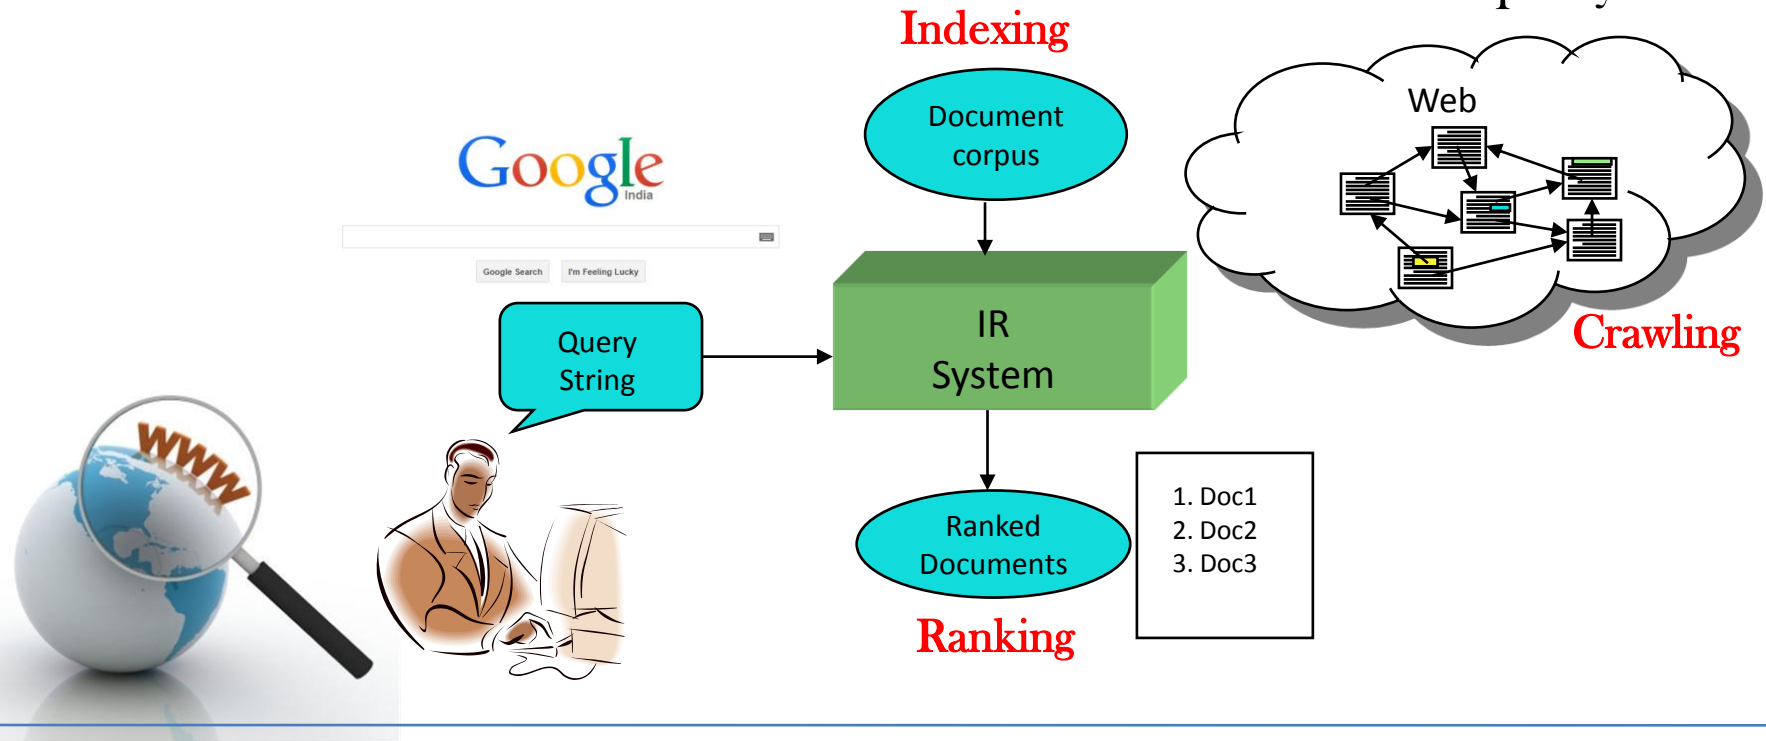 Indexing
Document
corpus
Web
Google
India
Google Search
I'm Feeling Lucky
Query
String
IR
System
Crawling
WWW
Ranked
Documents
1. Doc1
2. Doc2
3. Doc3
Ranking